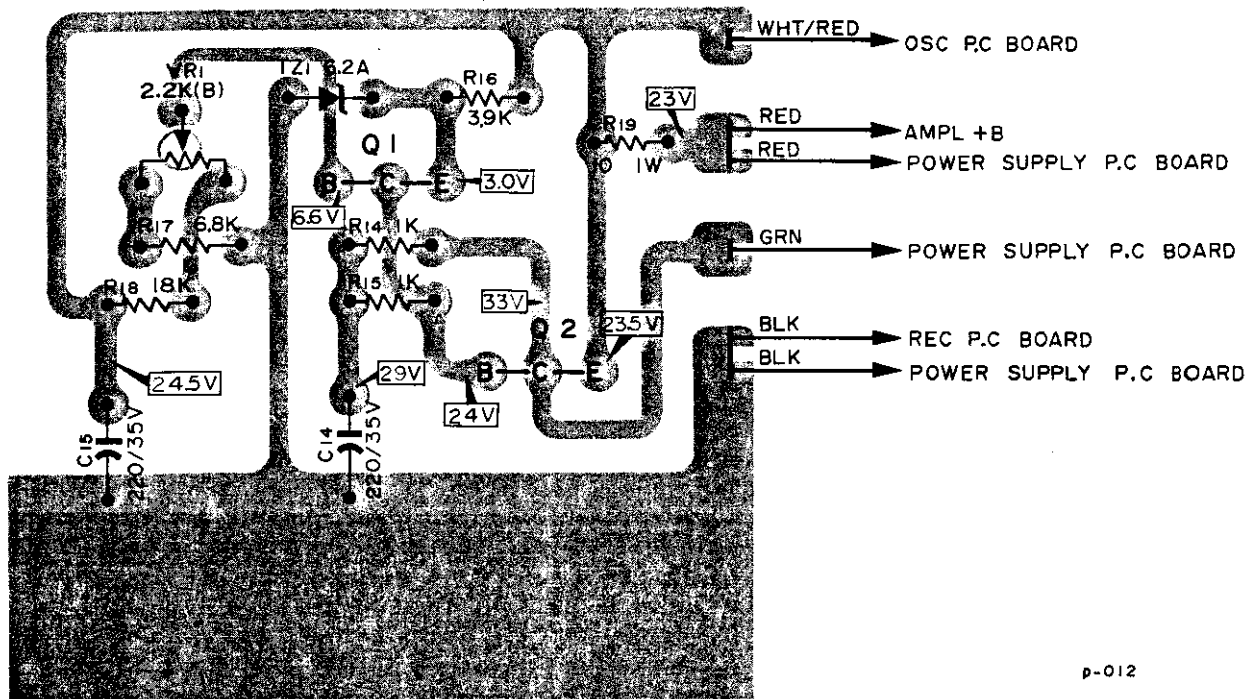 WHT/RED
OSC P.C BOARD
VR1
2.2K(B)
1Z1 6.2A
R16
3.9K
23V
RED
AMPL +B
RED
POWER SUPPLY P.C BOARD
R19
10 1W
Q1
B C E
3.0V
6.6V
R17 6.8K
R14 1K
GRN
POWER SUPPLY P.C BOARD
R18 18K
R15 1K
33V
Q2
23.5V
BLK
REC P.C BOARD
BLK
POWER SUPPLY P.C BOARD
B C E
24.5V
29V
24V
C15
220/35V
C14
220/35V
P-012